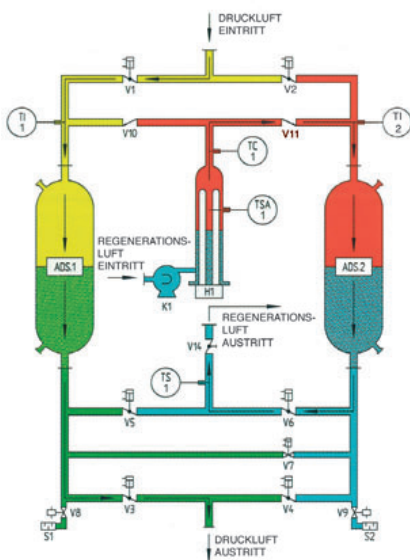 DRUCKLUFT
EINTRITT
V1
V2
TI
1
V10
V11
TI
2
TC
1
TSA
1
REGENERATIONS-
LUFT
EINTRITT
ADS.1
ADS.2
K1
H1
REGENERATIONS-
LUFT
AUSTRITT
V14
TS
1
V5
V6
V7
V8
V3
V4
V9
S1
S2
DRUCKLUFT
AUSTRITT